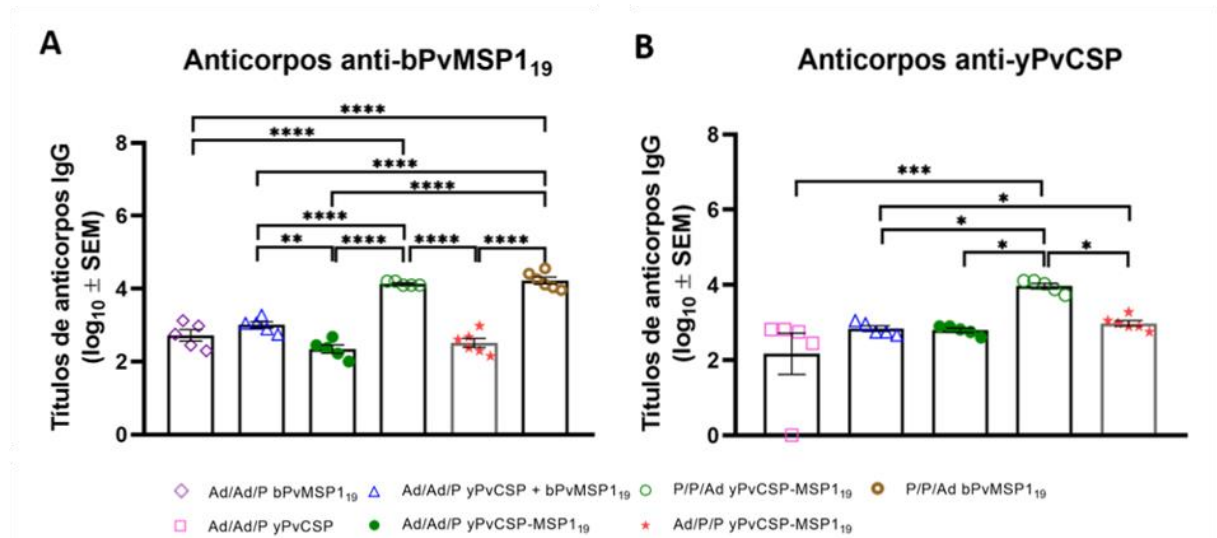 A
Anticorpos anti-bPvMSP1₁₉
Títulos de anticorpos IgG
(log₁₀ ± SEM)
8
6
4
2
0
****
****
****
****
****
**
****
****
****
B
Anticorpos anti-yPvCSP
Títulos de anticorpos IgG
(log₁₀ ± SEM)
8
6
4
2
0
***
*
*
*
*
Ad/Ad/P bPvMSP1₁₉
Ad/Ad/P yPvCSP + bPvMSP1₁₉
P/P/Ad yPvCSP-MSP1₁₉
P/P/Ad bPvMSP1₁₉
Ad/Ad/P yPvCSP
Ad/Ad/P yPvCSP-MSP1₁₉
Ad/P/P yPvCSP-MSP1₁₉